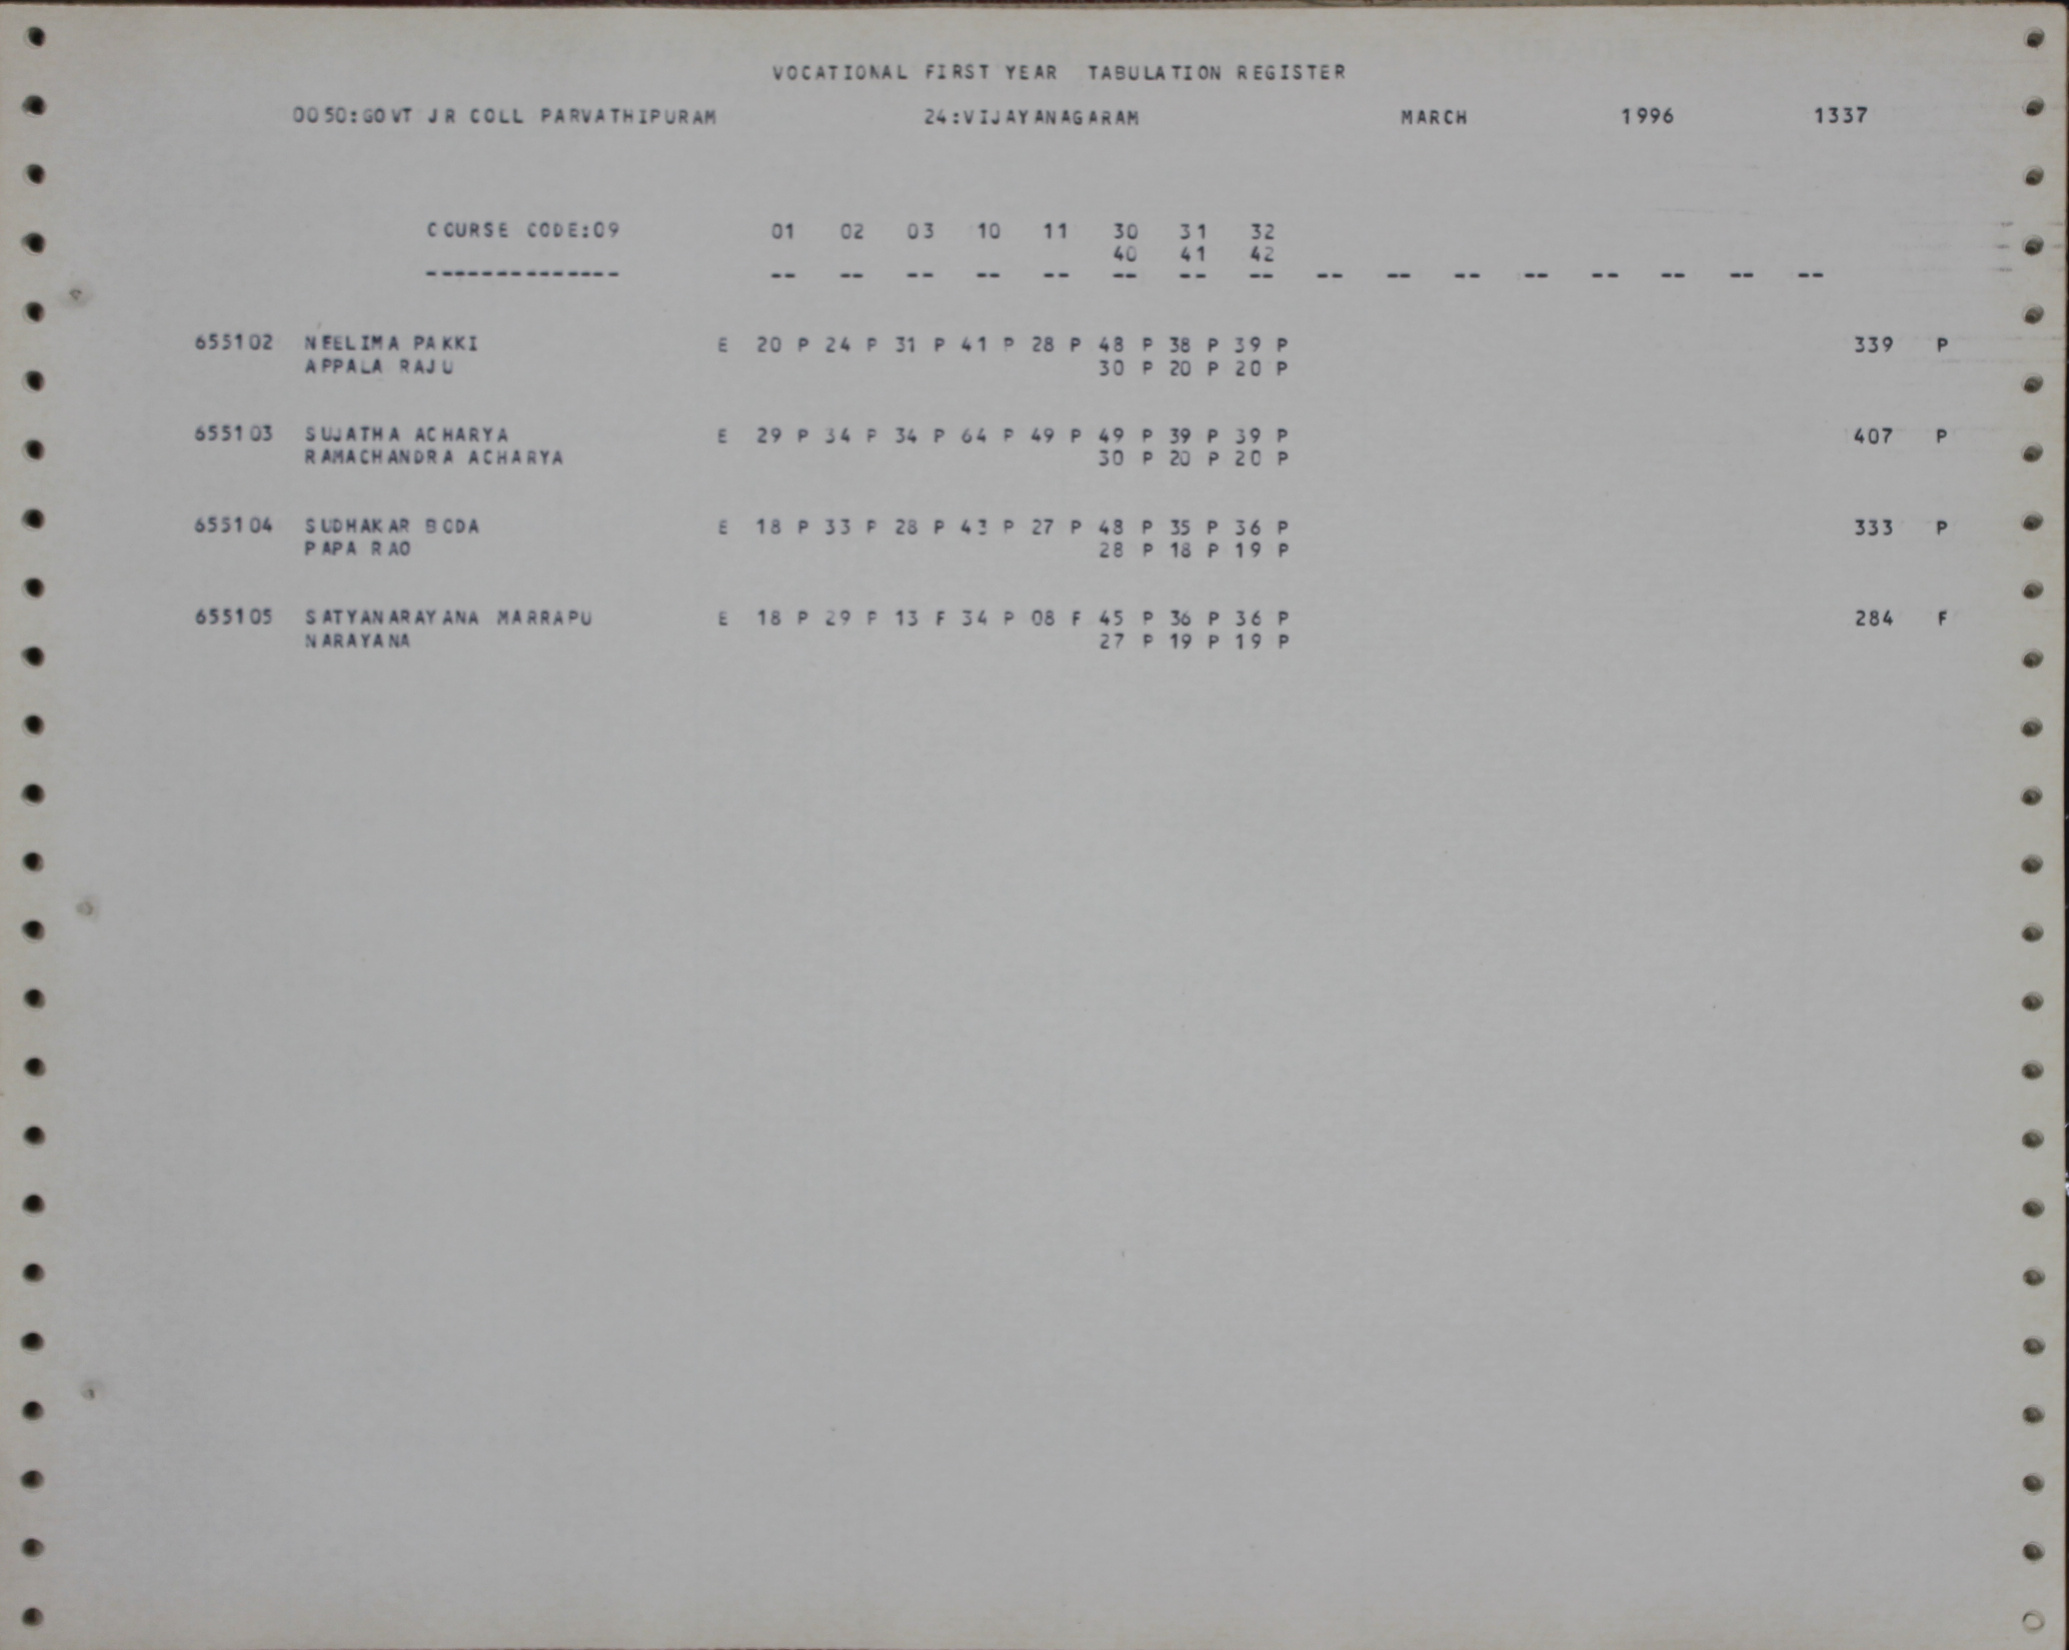 VOCATIONAL FIRST YEAR TABULATION REGISTER
0050:GOVT JR COLL PARVATHIPURAM 24:VIJAYANAGARAM MARCH 1996 1337
COURSE CODE:09 01 02 03 10 11 30 31 32
40 41 42
-------------- -- -- -- -- -- -- -- -- -- -- -- -- -- -- -- --
655102 NEELIMA PAKKI E 20 P 24 P 31 P 41 P 28 P 48 P 38 P 39 P 339 P
APPALA RAJU 30 P 20 P 20 P
655103 SUJATHA ACHARYA E 29 P 34 P 34 P 64 P 49 P 49 P 39 P 39 P 407 P
RAMACHANDRA ACHARYA 30 P 20 P 20 P
655104 SUDHAKAR BODA E 18 P 33 P 28 P 43 P 27 P 48 P 35 P 36 P 333 P
PAPA RAO 28 P 18 P 19 P
655105 SATYANARAYANA MARRAPU E 18 P 29 P 13 F 34 P 08 F 45 P 36 P 36 P 284 F
NARAYANA 27 P 19 P 19 P